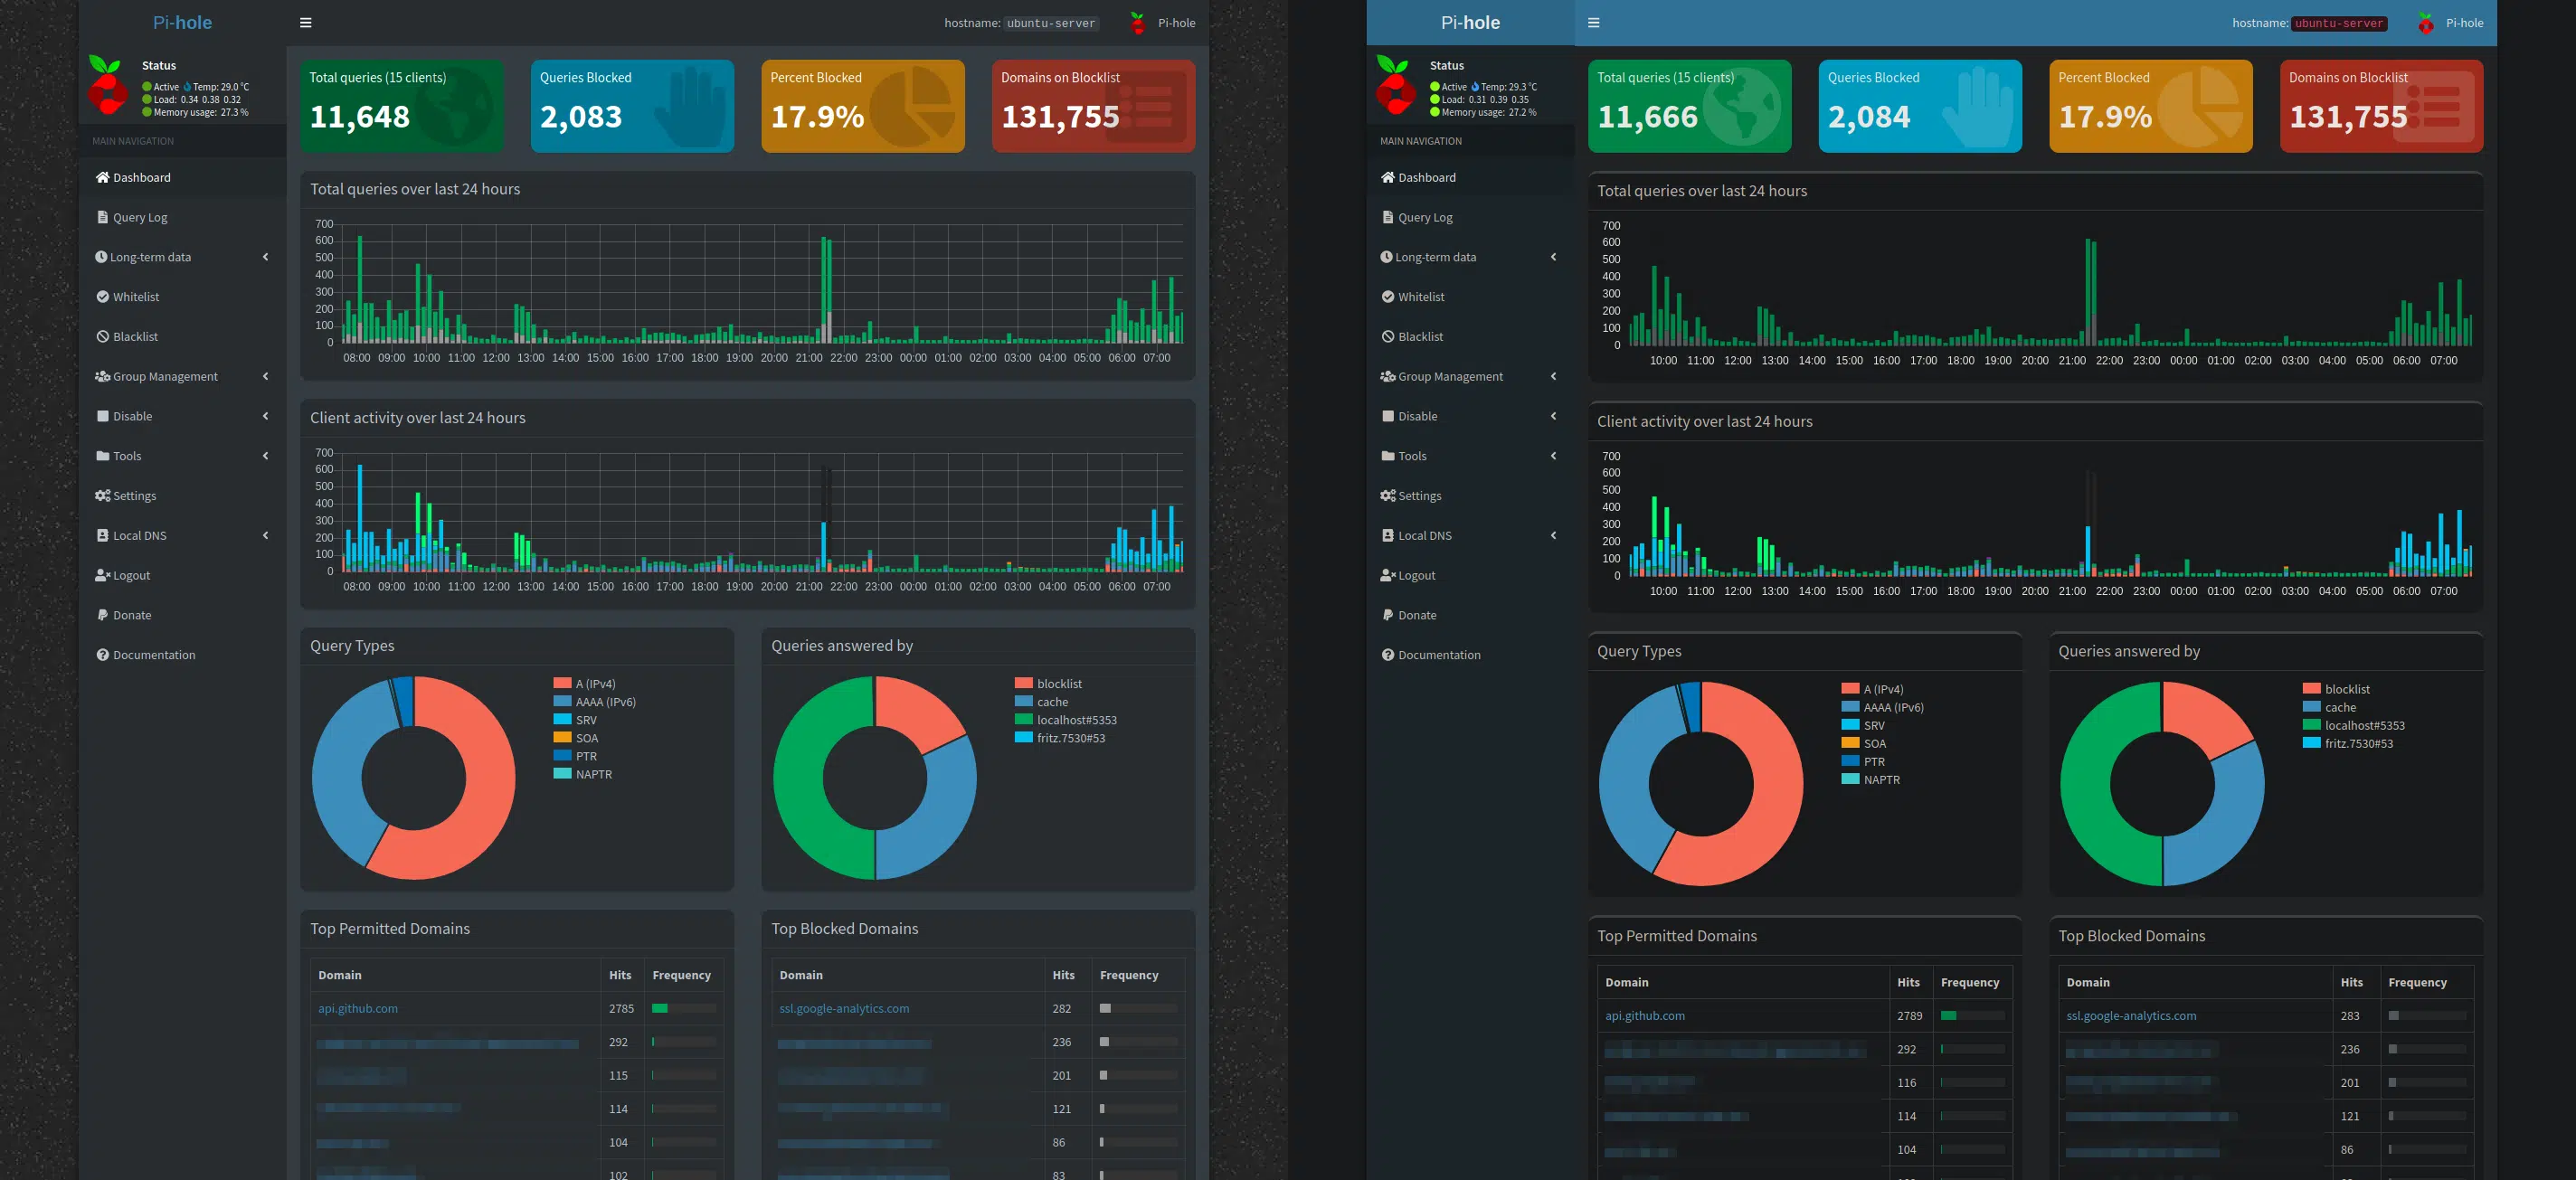 Pi-hole
hostname: ubuntu-server
Pi-hole
Status
Active Temp: 29.0 °C
Load: 0.34 0.38 0.32
Memory usage: 27.3 %
MAIN NAVIGATION
Dashboard
Query Log
Long-term data
Whitelist
Blacklist
Group Management
Disable
Tools
Settings
Local DNS
Logout
Donate
Documentation
Total queries (15 clients)
11,648
Queries Blocked
2,083
Percent Blocked
17.9%
Domains on Blocklist
131,755
Total queries over last 24 hours
700
600
500
400
300
200
100
0
08:00 09:00 10:00 11:00 12:00 13:00 14:00 15:00 16:00 17:00 18:00 19:00 20:00 21:00 22:00 23:00 00:00 01:00 02:00 03:00 04:00 05:00 06:00 07:00
Client activity over last 24 hours
700
600
500
400
300
200
100
0
08:00 09:00 10:00 11:00 12:00 13:00 14:00 15:00 16:00 17:00 18:00 19:00 20:00 21:00 22:00 23:00 00:00 01:00 02:00 03:00 04:00 05:00 06:00 07:00
Query Types
A (IPv4)
AAAA (IPv6)
SRV
SOA
PTR
NAPTR
Queries answered by
blocklist
cache
localhost#5353
fritz.7530#53
Top Permitted Domains
Domain Hits Frequency
api.github.com 2785
292
115
114
104
102
Top Blocked Domains
Domain Hits Frequency
ssl.google-analytics.com 282
236
201
121
86
83
Pi-hole
hostname: ubuntu-server
Pi-hole
Status
Active Temp: 29.3 °C
Load: 0.31 0.39 0.35
Memory usage: 27.2 %
MAIN NAVIGATION
Dashboard
Query Log
Long-term data
Whitelist
Blacklist
Group Management
Disable
Tools
Settings
Local DNS
Logout
Donate
Documentation
Total queries (15 clients)
11,666
Queries Blocked
2,084
Percent Blocked
17.9%
Domains on Blocklist
131,755
Total queries over last 24 hours
700
600
500
400
300
200
100
0
10:00 11:00 12:00 13:00 14:00 15:00 16:00 17:00 18:00 19:00 20:00 21:00 22:00 23:00 00:00 01:00 02:00 03:00 04:00 05:00 06:00 07:00
Client activity over last 24 hours
700
600
500
400
300
200
100
0
10:00 11:00 12:00 13:00 14:00 15:00 16:00 17:00 18:00 19:00 20:00 21:00 22:00 23:00 00:00 01:00 02:00 03:00 04:00 05:00 06:00 07:00
Query Types
A (IPv4)
AAAA (IPv6)
SRV
SOA
PTR
NAPTR
Queries answered by
blocklist
cache
localhost#5353
fritz.7530#53
Top Permitted Domains
Domain Hits Frequency
api.github.com 2789
292
116
114
104
Top Blocked Domains
Domain Hits Frequency
ssl.google-analytics.com 283
236
201
121
86